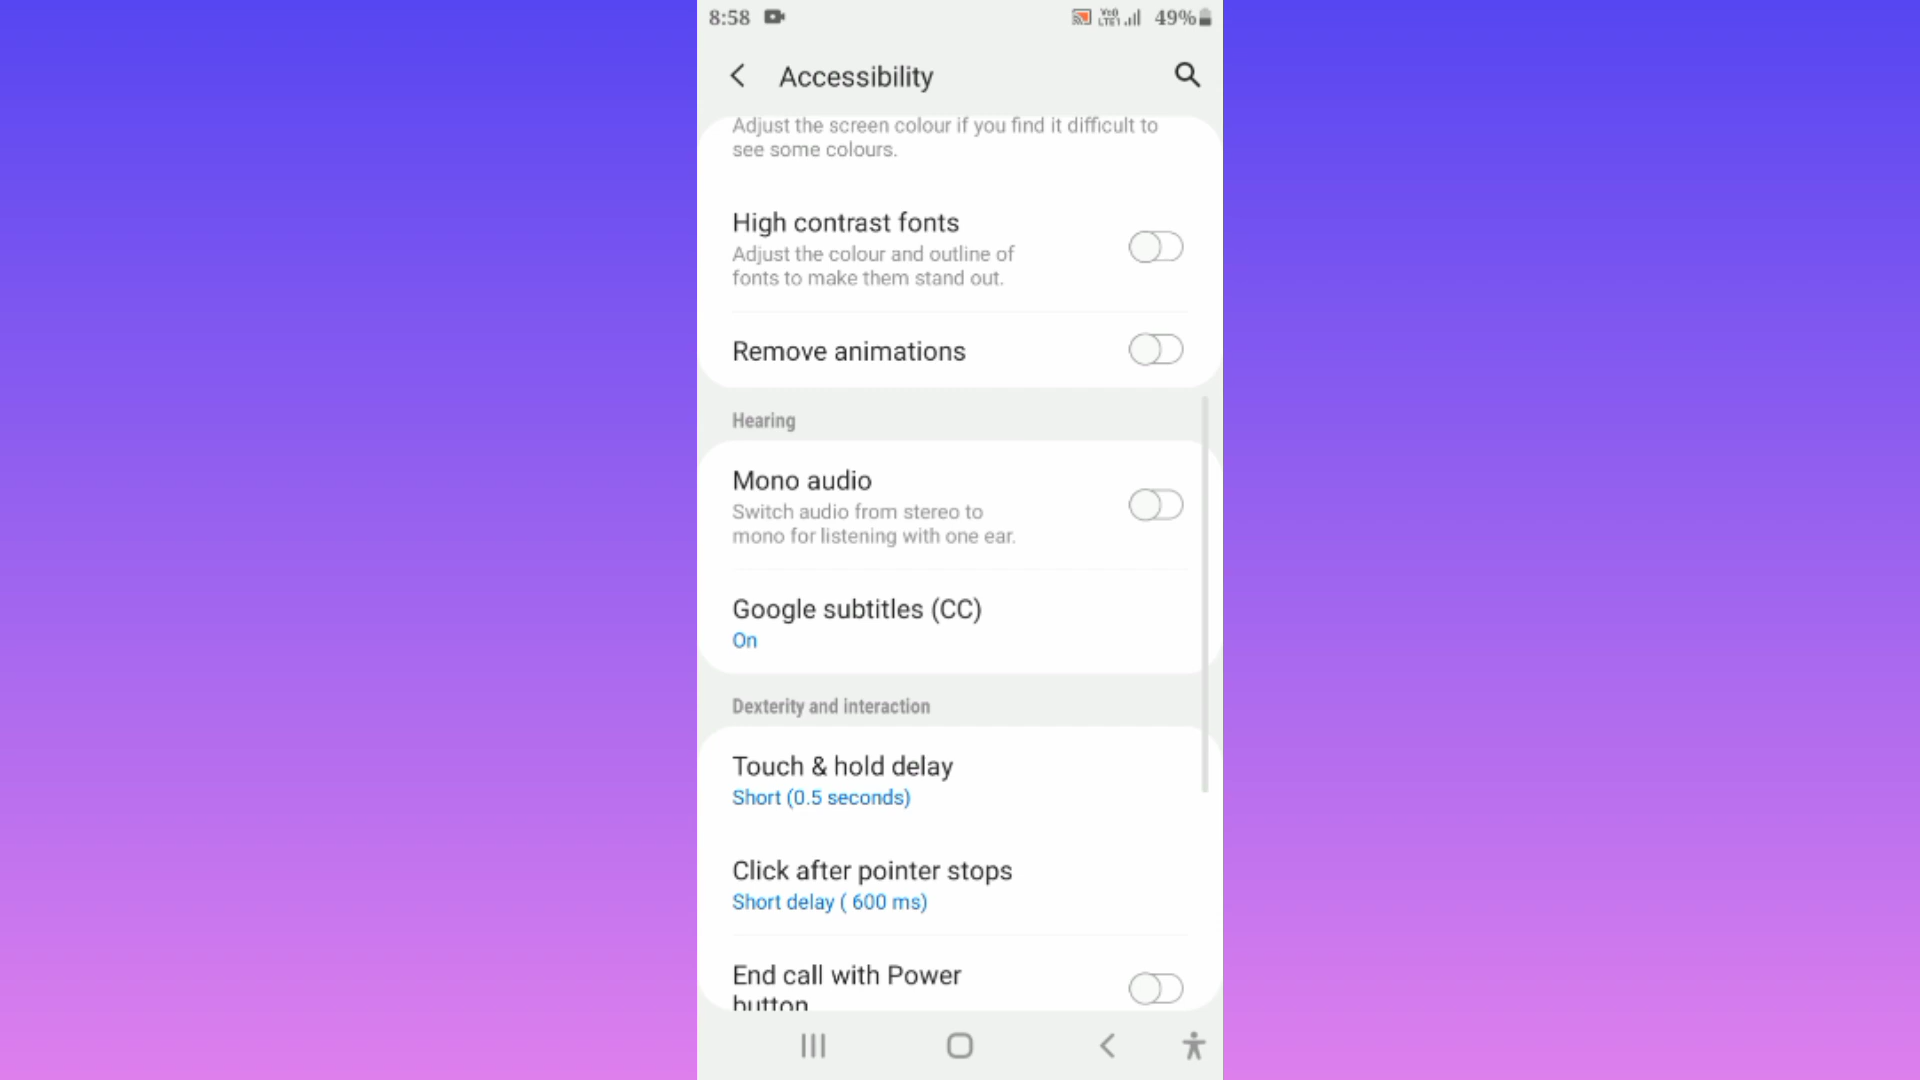 8:58
Vo)) LTE1 49%
Accessibility
Adjust the screen colour if you find it difficult to
see some colours.
High contrast fonts
Adjust the colour and outline of
fonts to make them stand out.
Remove animations
Hearing
Mono audio
Switch audio from stereo to
mono for listening with one ear.
Google subtitles (CC)
On
Dexterity and interaction
Touch & hold delay
Short (0.5 seconds)
Click after pointer stops
Short delay ( 600 ms)
End call with Power
button